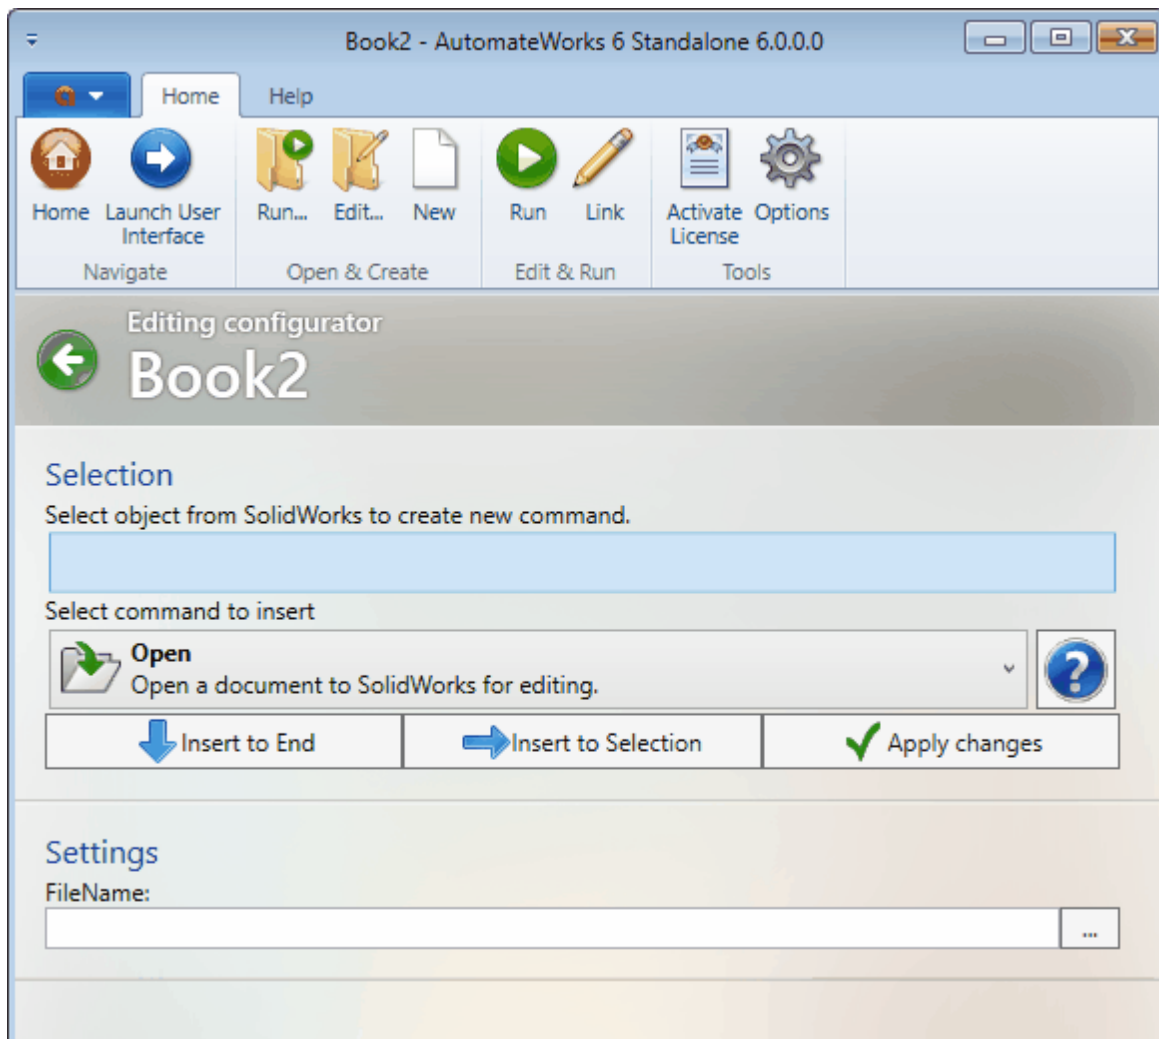 Book2 - AutomateWorks 6 Standalone 6.0.0.0
Home
Help
Home
Launch User
Interface
Run...
Edit...
New
Run
Link
Activate
License
Options
Navigate
Open & Create
Edit & Run
Tools
Editing configurator
Book2
Selection
Select object from SolidWorks to create new command.
Select command to insert
Open
Open a document to SolidWorks for editing.
Insert to End
Insert to Selection
Apply changes
Settings
FileName:
...